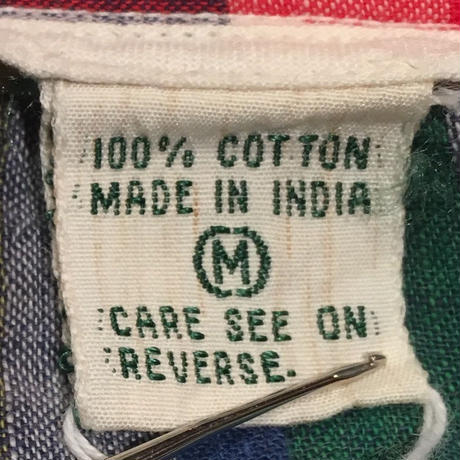 100% COTTON
MADE IN INDIA
M
CARE SEE ON
REVERSE.